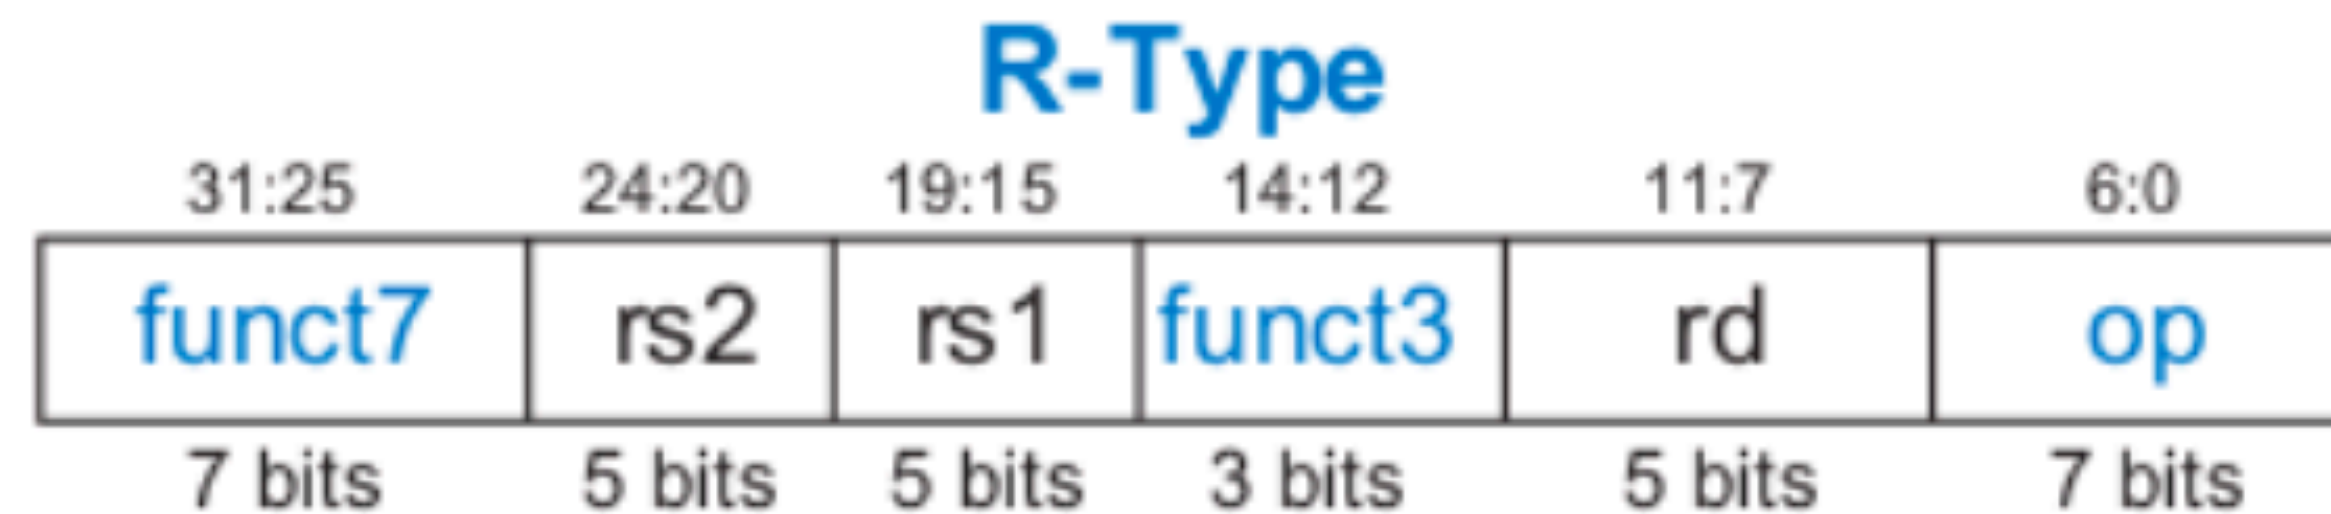 R-Type
31:25 24:20 19:15 14:12 11:7 6:0
funct7 rs2 rs1 funct3 rd op
7 bits 5 bits 5 bits 3 bits 5 bits 7 bits